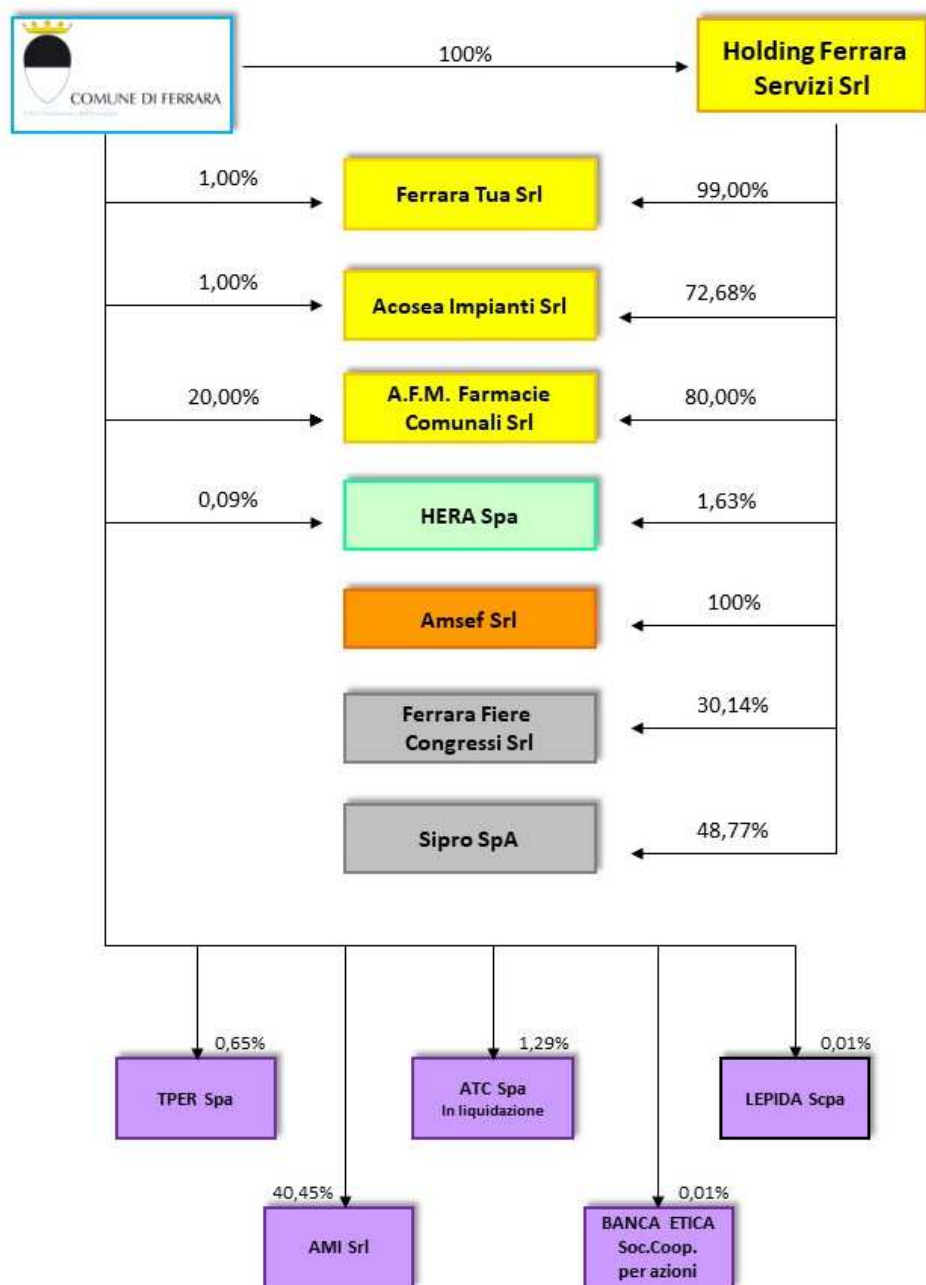 COMUNE DI FERRARA
100%
Holding Ferrara
Servizi Srl
1,00%
Ferrara Tua Srl
99,00%
1,00%
Acosea Impianti Srl
72,68%
20,00%
A.F.M. Farmacie
Comunali Srl
80,00%
0,09%
HERA Spa
1,63%
Amsef Srl
100%
Ferrara Fiere
Congressi Srl
30,14%
Sipro SpA
48,77%
0,65%
TPER Spa
1,29%
ATC Spa
In liquidazione
0,01%
LEPIDA Scpa
40,45%
AMI Srl
0,01%
BANCA ETICA
Soc.Coop.
per azioni